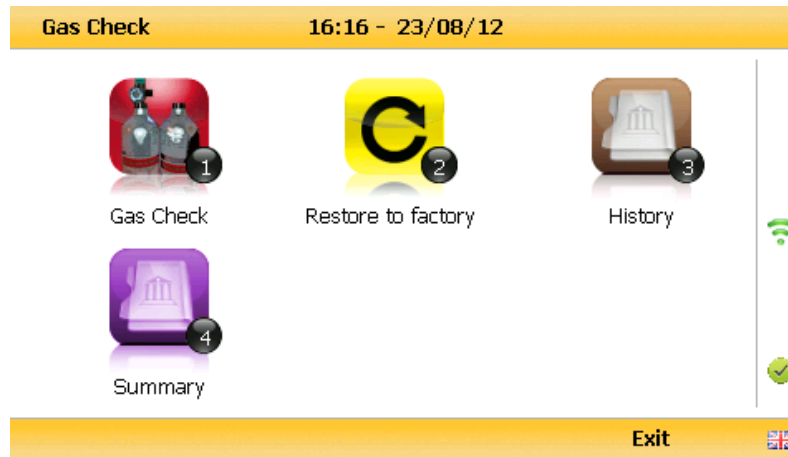 Gas Check 16:16 - 23/08/12
1 2 3
Gas Check Restore to factory History
4
Summary
Exit